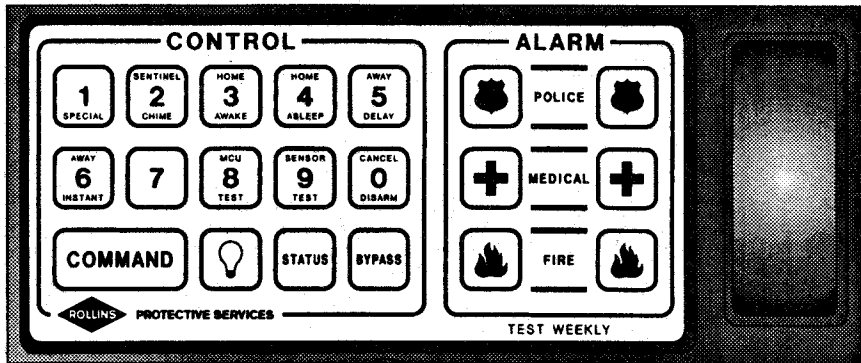 CONTROL
1
SPECIAL
SENTINEL
2
CHIME
HOME
3
AWAKE
HOME
4
ASLEEP
AWAY
5
DELAY
AWAY
6
INSTANT
7
MCU
8
TEST
SENSOR
9
TEST
CANCEL
0
DISARM
COMMAND
STATUS
BYPASS
ROLLINS
PROTECTIVE SERVICES
ALARM
POLICE
MEDICAL
FIRE
TEST WEEKLY